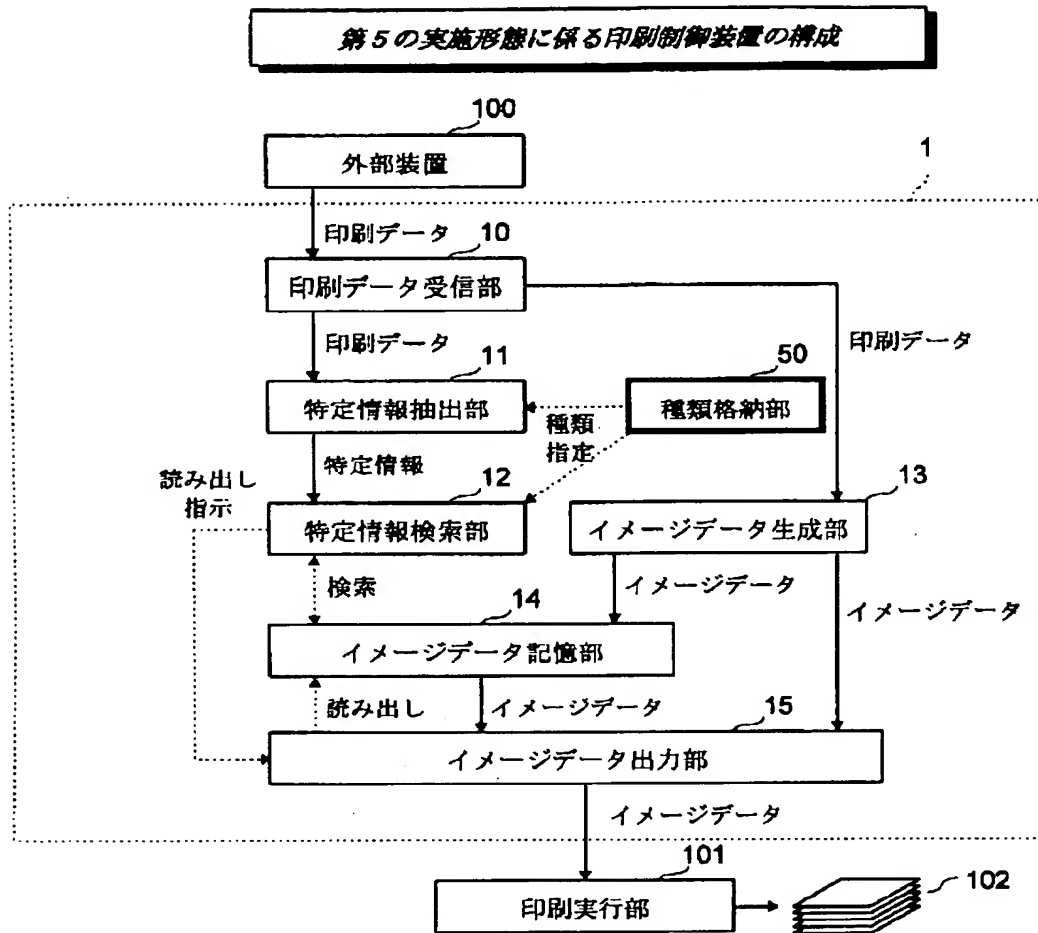 第5の実施形態に係る印刷制御装置の構成
100
外部装置
1
印刷データ
10
印刷データ受信部
印刷データ
11
印刷データ
50
特定情報抽出部
種類格納部
種類
指定
特定情報
読み出し
指示
12
13
特定情報検索部
イメージデータ生成部
検索
イメージデータ
イメージデータ
14
イメージデータ記憶部
読み出し
イメージデータ
15
イメージデータ出力部
イメージデータ
101
印刷実行部
102